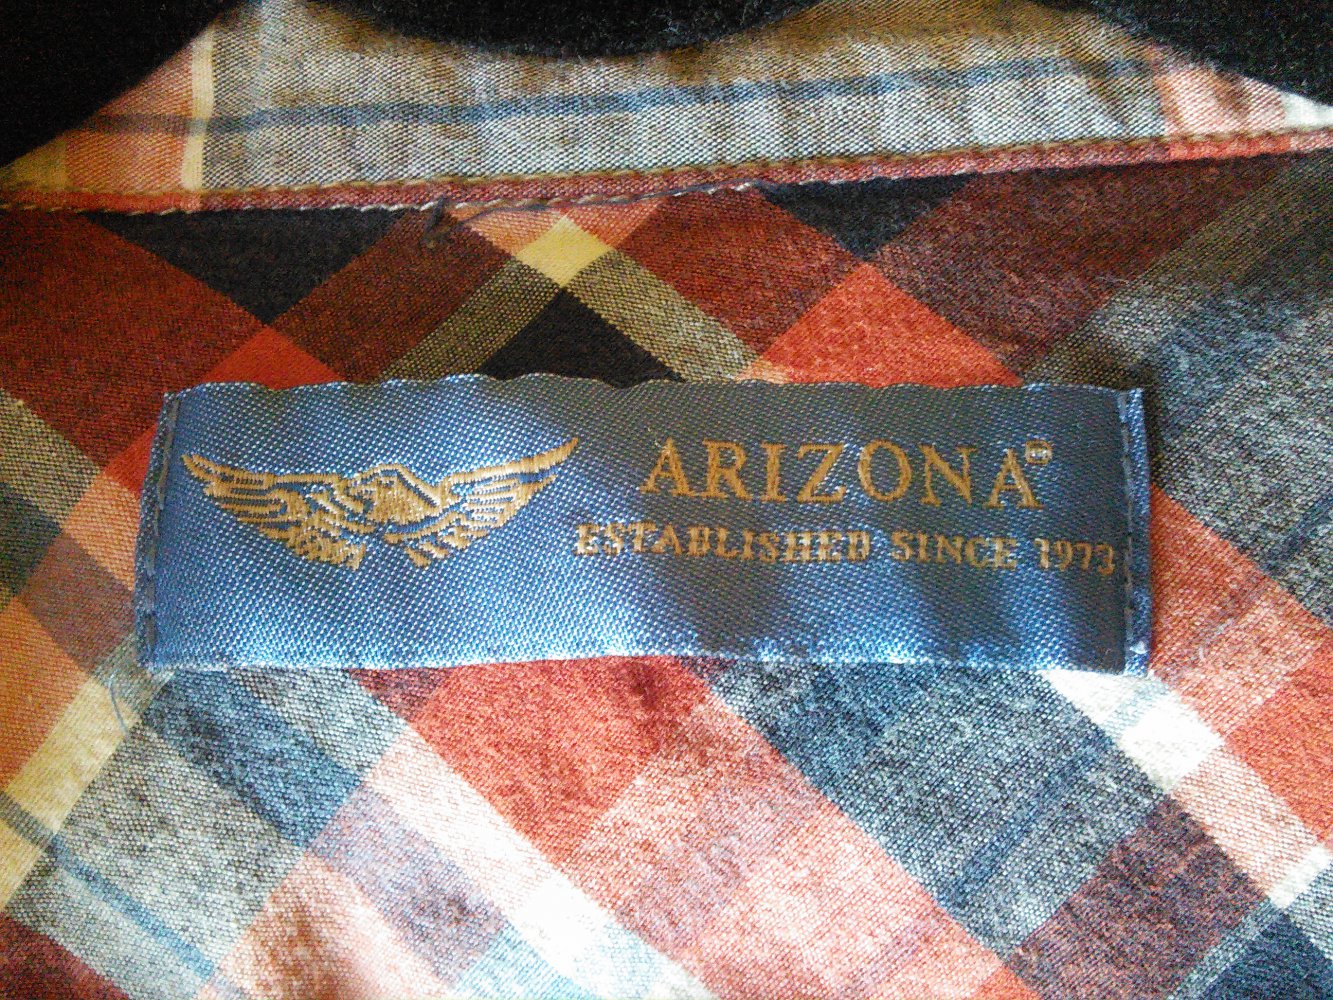 ARIZONA
ESTABLISHED SINCE 1973